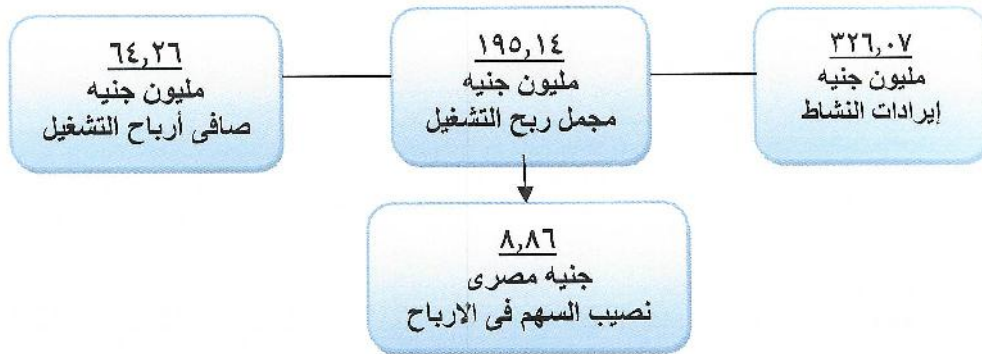 ٣٢٦,٠٧
مليون جنيه
إيرادات النشاط
١٩٥,١٤
مليون جنيه
مجمل ربح التشغيل
٦٤,٢٦
مليون جنيه
صافى أرباح التشغيل
٨,٨٦
جنيه مصرى
نصيب السهم فى الارباح